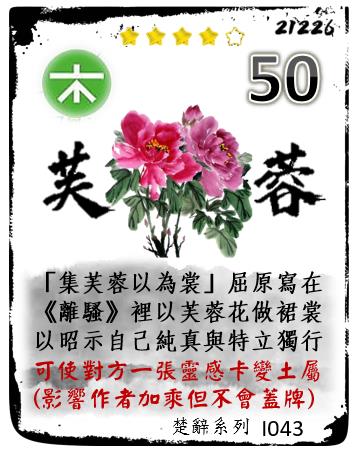 21226
木
50
芙蓉
「集芙蓉以為裳」屈原寫在
《離騷》裡以芙蓉花做裙裳
以昭示自己純真與特立獨行
可使對方一張靈感卡變土屬
(影響作者加乘但不會蓋牌)
楚辭系列 I043